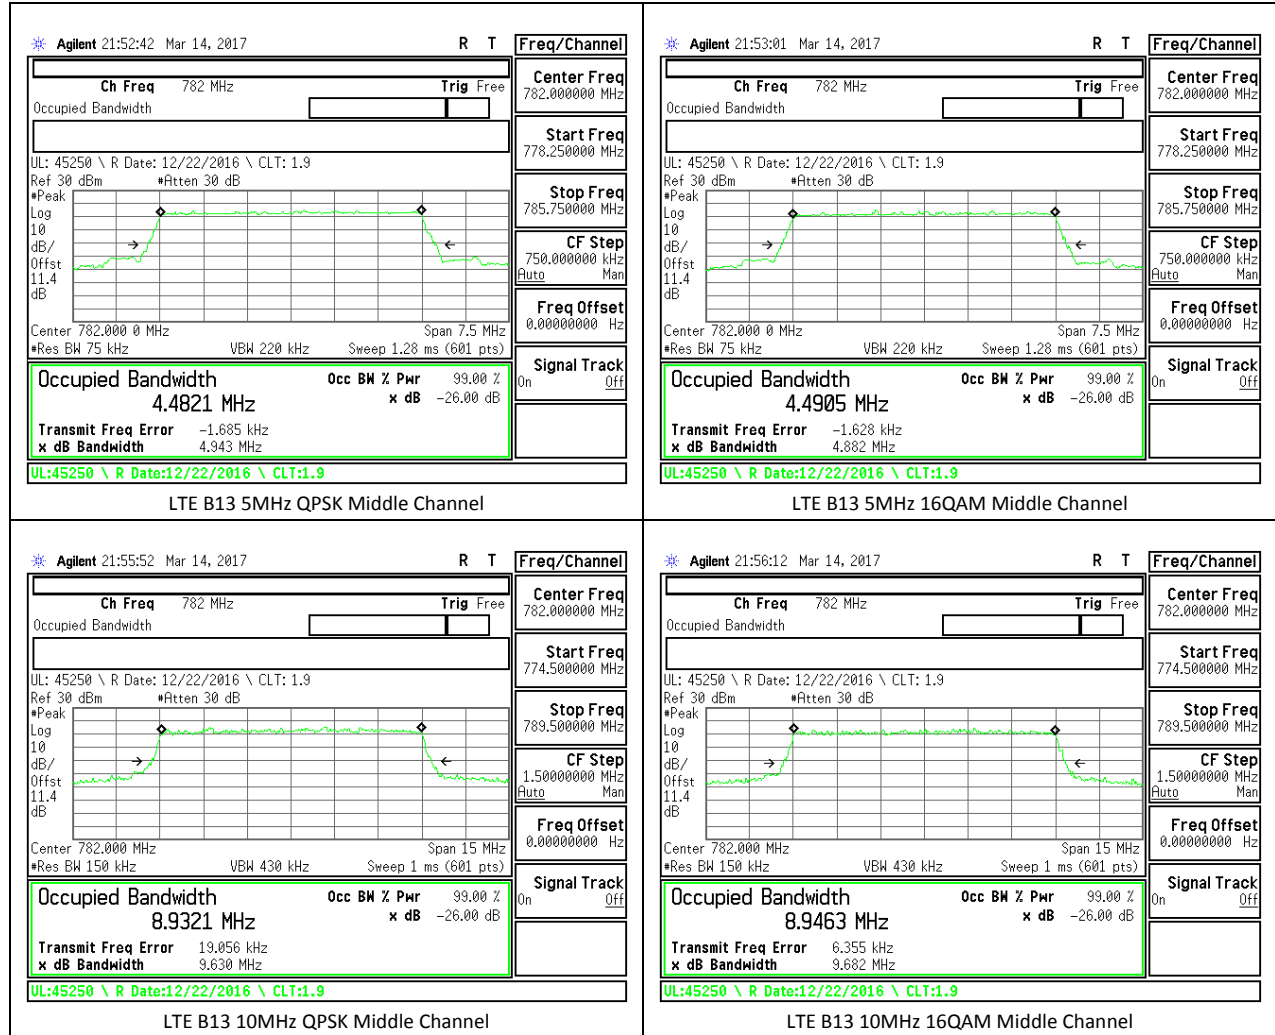 Agilent 21:52:42 Mar 14, 2017 R T Freq/Channel
Ch Freq 782 MHz Trig Free
Occupied Bandwidth
Center Freq
782.000000 MHz
Start Freq
778.250000 MHz
UL: 45250 \ R Date: 12/22/2016 \ CLT: 1.9
Ref 30 dBm #Atten 30 dB
#Peak
Log
10
dB/
Offst
11.4
dB
Stop Freq
785.750000 MHz
CF Step
750.000000 kHz
Auto Man
Freq Offset
0.00000000 Hz
Center 782.000 0 MHz Span 7.5 MHz
#Res BW 75 kHz VBW 220 kHz Sweep 1.28 ms (601 pts)
Signal Track
On Off
Occupied Bandwidth Occ BW % Pwr 99.00 %
4.4821 MHz x dB -26.00 dB
Transmit Freq Error -1.685 kHz
x dB Bandwidth 4.943 MHz
UL:45250 \ R Date:12/22/2016 \ CLT:1.9
LTE B13 5MHz QPSK Middle Channel
Agilent 21:53:01 Mar 14, 2017 R T Freq/Channel
Ch Freq 782 MHz Trig Free
Occupied Bandwidth
Center Freq
782.000000 MHz
Start Freq
778.250000 MHz
UL: 45250 \ R Date: 12/22/2016 \ CLT: 1.9
Ref 30 dBm #Atten 30 dB
#Peak
Log
10
dB/
Offst
11.4
dB
Stop Freq
785.750000 MHz
CF Step
750.000000 kHz
Auto Man
Freq Offset
0.00000000 Hz
Center 782.000 0 MHz Span 7.5 MHz
#Res BW 75 kHz VBW 220 kHz Sweep 1.28 ms (601 pts)
Signal Track
On Off
Occupied Bandwidth Occ BW % Pwr 99.00 %
4.4905 MHz x dB -26.00 dB
Transmit Freq Error -1.628 kHz
x dB Bandwidth 4.882 MHz
UL:45250 \ R Date:12/22/2016 \ CLT:1.9
LTE B13 5MHz 16QAM Middle Channel
Agilent 21:55:52 Mar 14, 2017 R T Freq/Channel
Ch Freq 782 MHz Trig Free
Occupied Bandwidth
Center Freq
782.000000 MHz
Start Freq
774.500000 MHz
UL: 45250 \ R Date: 12/22/2016 \ CLT: 1.9
Ref 30 dBm #Atten 30 dB
#Peak
Log
10
dB/
Offst
11.4
dB
Stop Freq
789.500000 MHz
CF Step
1.50000000 MHz
Auto Man
Freq Offset
0.00000000 Hz
Center 782.000 MHz Span 15 MHz
#Res BW 150 kHz VBW 430 kHz Sweep 1 ms (601 pts)
Signal Track
On Off
Occupied Bandwidth Occ BW % Pwr 99.00 %
8.9321 MHz x dB -26.00 dB
Transmit Freq Error 19.056 kHz
x dB Bandwidth 9.630 MHz
UL:45250 \ R Date:12/22/2016 \ CLT:1.9
LTE B13 10MHz QPSK Middle Channel
Agilent 21:56:12 Mar 14, 2017 R T Freq/Channel
Ch Freq 782 MHz Trig Free
Occupied Bandwidth
Center Freq
782.000000 MHz
Start Freq
774.500000 MHz
UL: 45250 \ R Date: 12/22/2016 \ CLT: 1.9
Ref 30 dBm #Atten 30 dB
#Peak
Log
10
dB/
Offst
11.4
dB
Stop Freq
789.500000 MHz
CF Step
1.50000000 MHz
Auto Man
Freq Offset
0.00000000 Hz
Center 782.000 MHz Span 15 MHz
#Res BW 150 kHz VBW 430 kHz Sweep 1 ms (601 pts)
Signal Track
On Off
Occupied Bandwidth Occ BW % Pwr 99.00 %
8.9463 MHz x dB -26.00 dB
Transmit Freq Error 6.355 kHz
x dB Bandwidth 9.682 MHz
UL:45250 \ R Date:12/22/2016 \ CLT:1.9
LTE B13 10MHz 16QAM Middle Channel